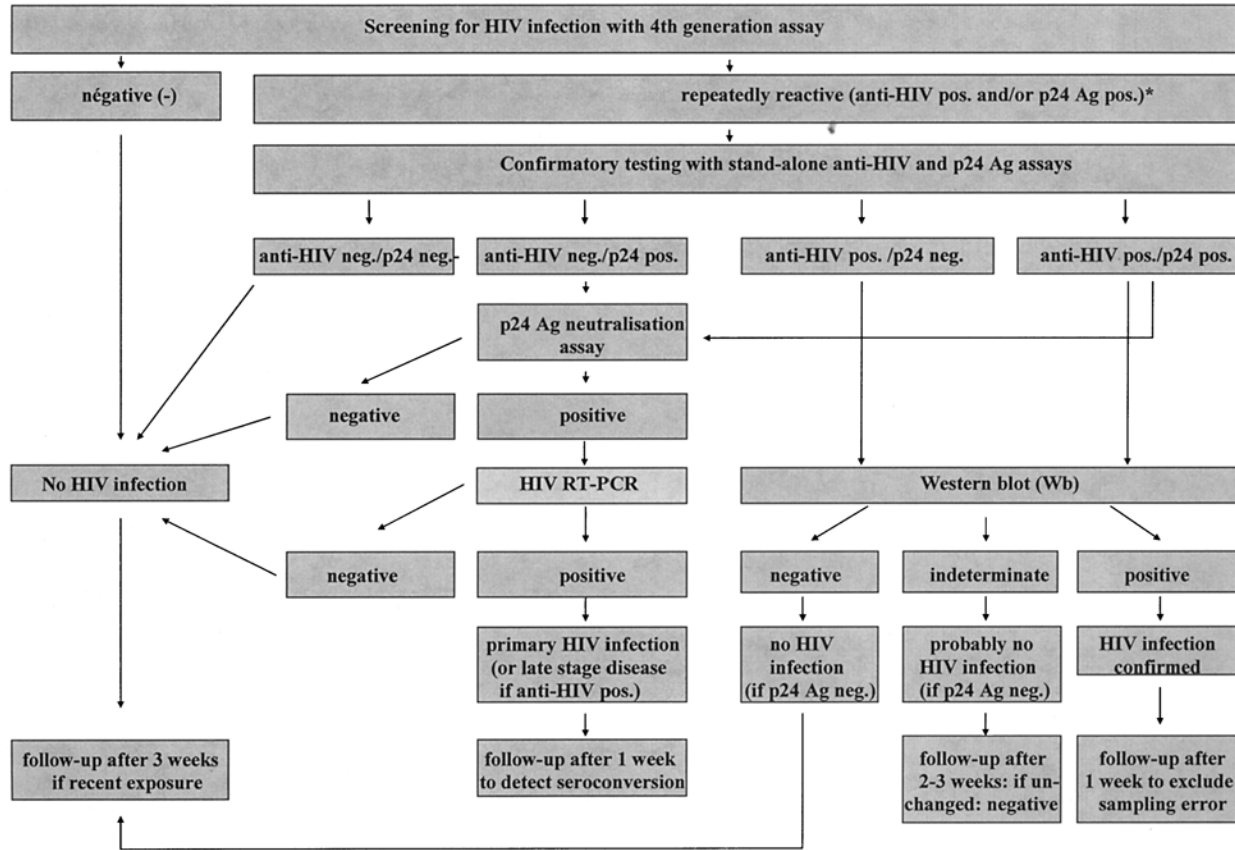 Screening for HIV infection with 4th generation assay
négative (-)
repeatedly reactive (anti-HIV pos. and/or p24 Ag pos.)*
Confirmatory testing with stand-alone anti-HIV and p24 Ag assays
anti-HIV neg./p24 neg.-
anti-HIV neg./p24 pos.
anti-HIV pos. /p24 neg.
anti-HIV pos./p24 pos.
p24 Ag neutralisation
assay
negative
positive
No HIV infection
HIV RT-PCR
Western blot (Wb)
negative
positive
negative
indeterminate
positive
primary HIV infection
(or late stage disease
if anti-HIV pos.)
no HIV
infection
(if p24 Ag neg.)
probably no
HIV infection
(if p24 Ag neg.)
HIV infection
confirmed
follow-up after 3 weeks
if recent exposure
follow-up after 1 week
to detect seroconversion
follow-up after
2-3 weeks: if un-
changed: negative
follow-up after
1 week to exclude
sampling error